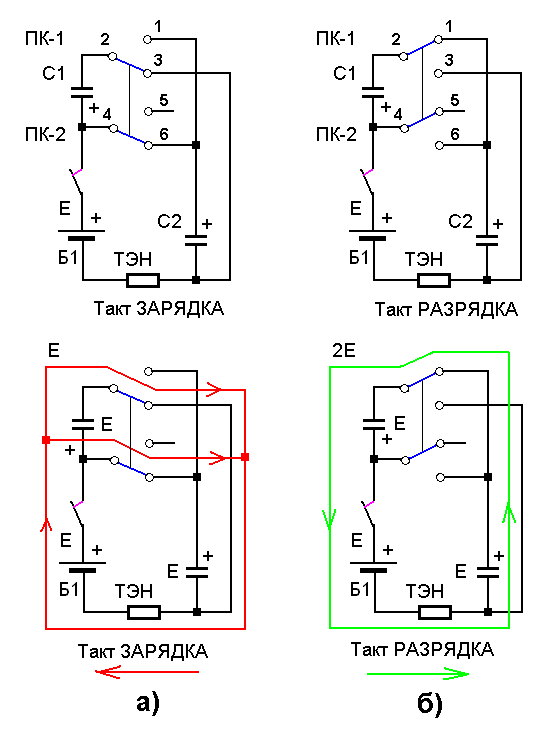 1
ПК-1 2
3
С1
+
5
4
ПК-2
6
Е
+
С2 +
Б1 ТЭН
Такт ЗАРЯДКА
1
ПК-1 2
3
С1
+
5
4
ПК-2
6
Е
+
С2 +
Б1 ТЭН
Такт РАЗРЯДКА
Е
Е
+
Е
+
Е +
Б1 ТЭН
Такт ЗАРЯДКА
а)
2Е
Е
+
Е
+
Е +
Б1 ТЭН
Такт РАЗРЯДКА
б)